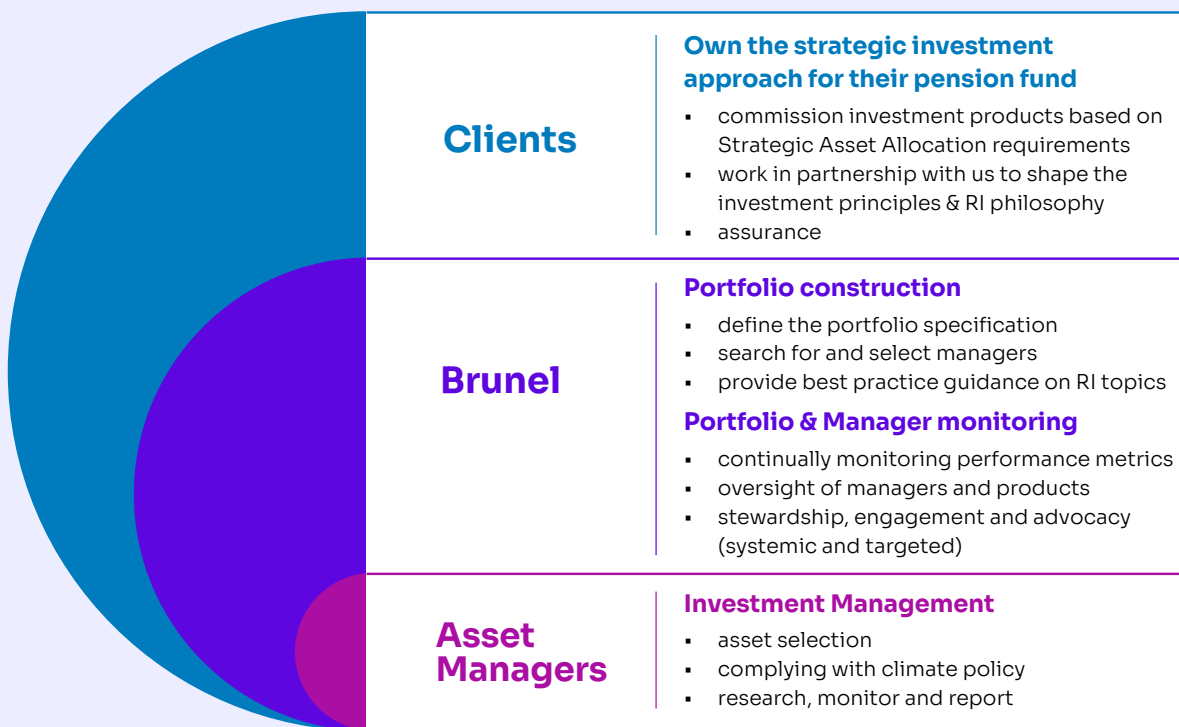 Clients
Own the strategic investment
approach for their pension fund
▪ commission investment products based on
Strategic Asset Allocation requirements
▪ work in partnership with us to shape the
investment principles & RI philosophy
▪ assurance
Brunel
Portfolio construction
▪ define the portfolio specification
▪ search for and select managers
▪ provide best practice guidance on RI topics
Portfolio & Manager monitoring
▪ continually monitoring performance metrics
▪ oversight of managers and products
▪ stewardship, engagement and advocacy
(systemic and targeted)
Asset
Managers
Investment Management
▪ asset selection
▪ complying with climate policy
▪ research, monitor and report